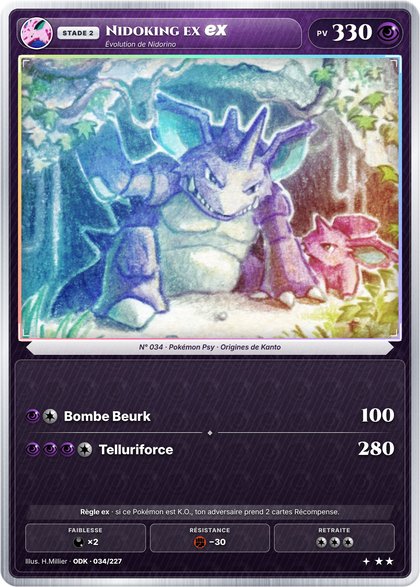 STADE 2 NIDOKING EX ex PV 330
Évolution de Nidorino
N° 034 · Pokémon Psy · Origines de Kanto
Bombe Beurk 100
Telluriforce 280
Règle ex · si ce Pokémon est K.O., ton adversaire prend 2 cartes Récompense.
FAIBLESSE RÉSISTANCE RETRAITE
×2 −30
Illus. H.Millier · ODK · 034/227